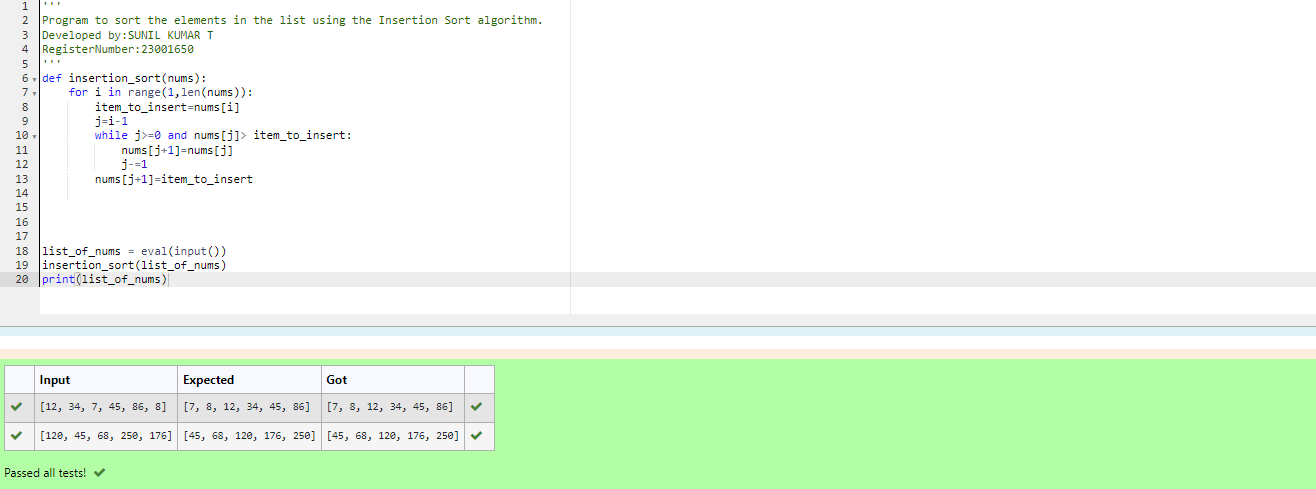 1 '''
2 Program to sort the elements in the list using the Insertion Sort algorithm.
3 Developed by:SUNIL KUMAR T
4 RegisterNumber:23001650
5 '''
6 def insertion_sort(nums):
7     for i in range(1,len(nums)):
8         item_to_insert=nums[i]
9         j=i-1
10         while j>=0 and nums[j]> item_to_insert:
11             nums[j+1]=nums[j]
12             j-=1
13         nums[j+1]=item_to_insert
14
15
16
17
18 list_of_nums = eval(input())
19 insertion_sort(list_of_nums)
20 print(list_of_nums)
Input Expected Got
[12, 34, 7, 45, 86, 8] [7, 8, 12, 34, 45, 86] [7, 8, 12, 34, 45, 86]
[120, 45, 68, 250, 176] [45, 68, 120, 176, 250] [45, 68, 120, 176, 250]
Passed all tests!